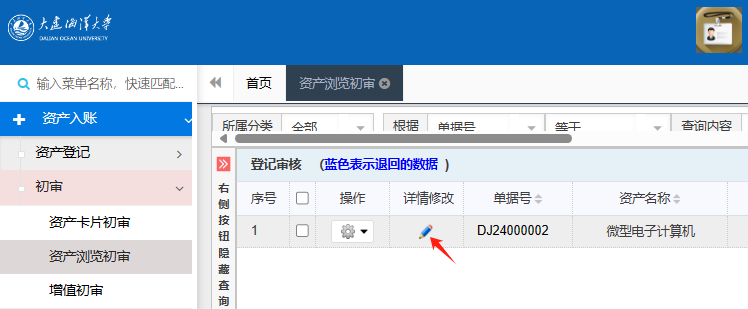 大连海洋大学
DALIAN OCEAN UNIVERSITY
输入菜单名称，快速匹配...
首页
资产浏览初审
资产入账
所属分类 全部 根据 单据号 等于 查询内容
资产登记
登记审核 （蓝色表示退回的数据 ）
初审
右侧按钮隐藏查询
序号 操作 详情修改 单据号 资产名称
资产卡片初审
1 DJ24000002 微型电子计算机
资产浏览初审
增值初审